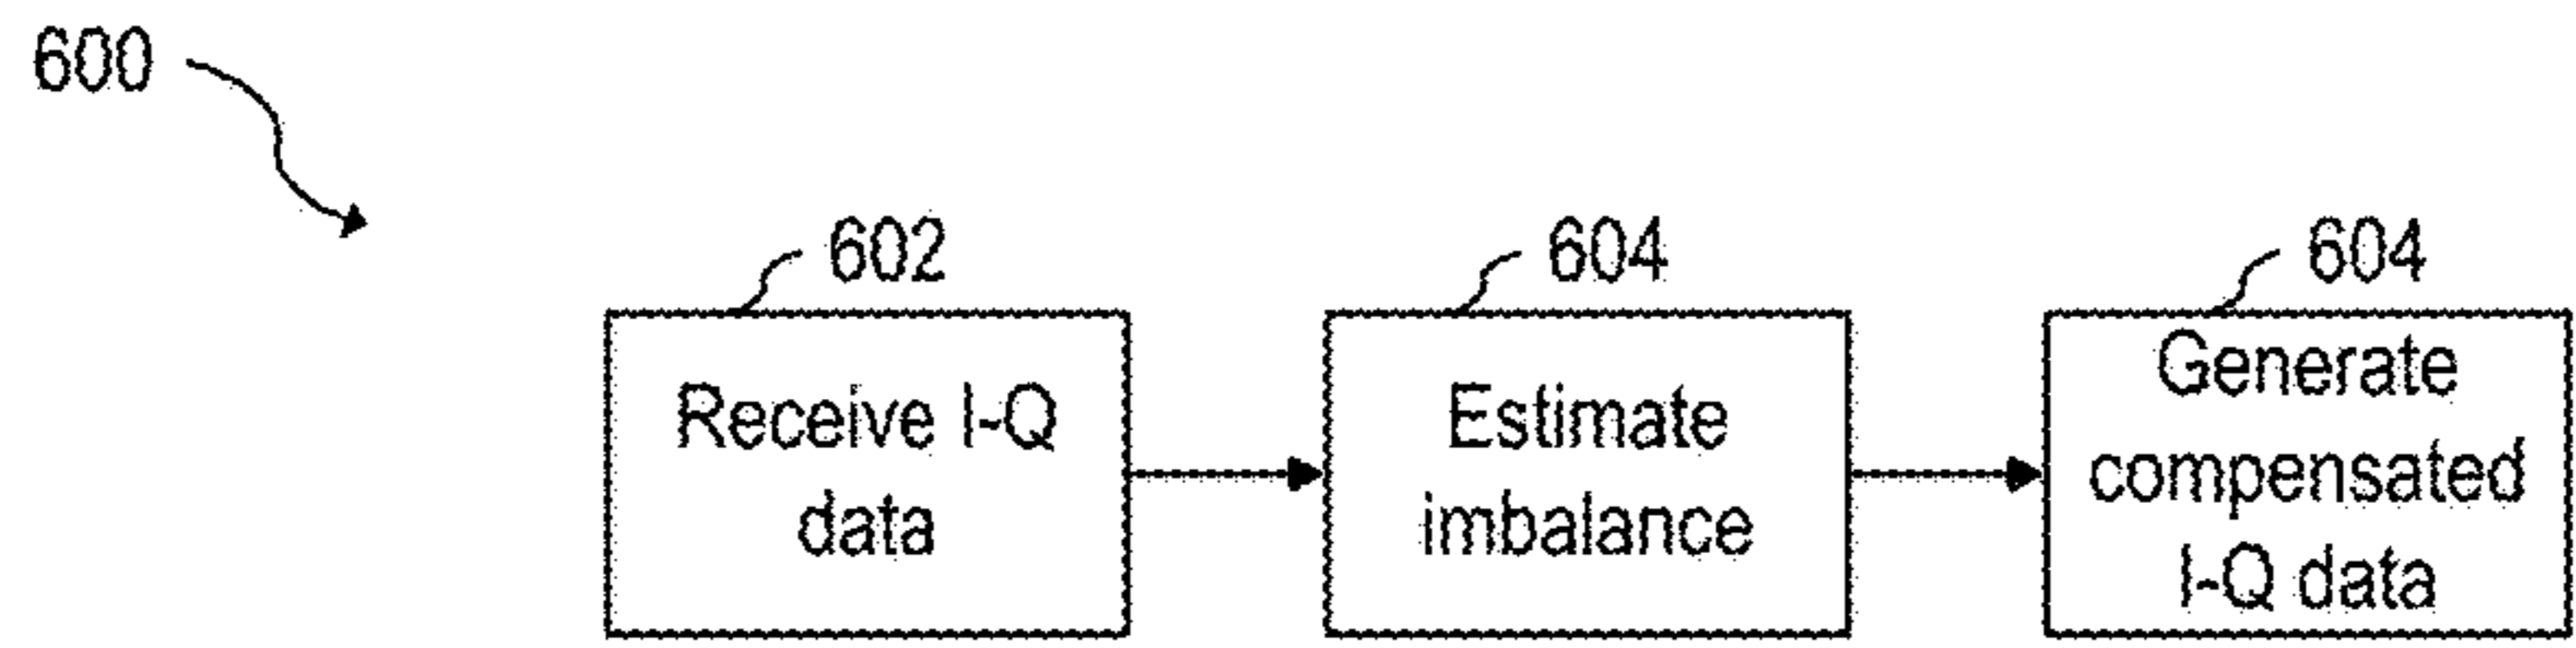 600
602
604
604
Receive I-Q
data
Estimate
imbalance
Generate
compensated
I-Q data